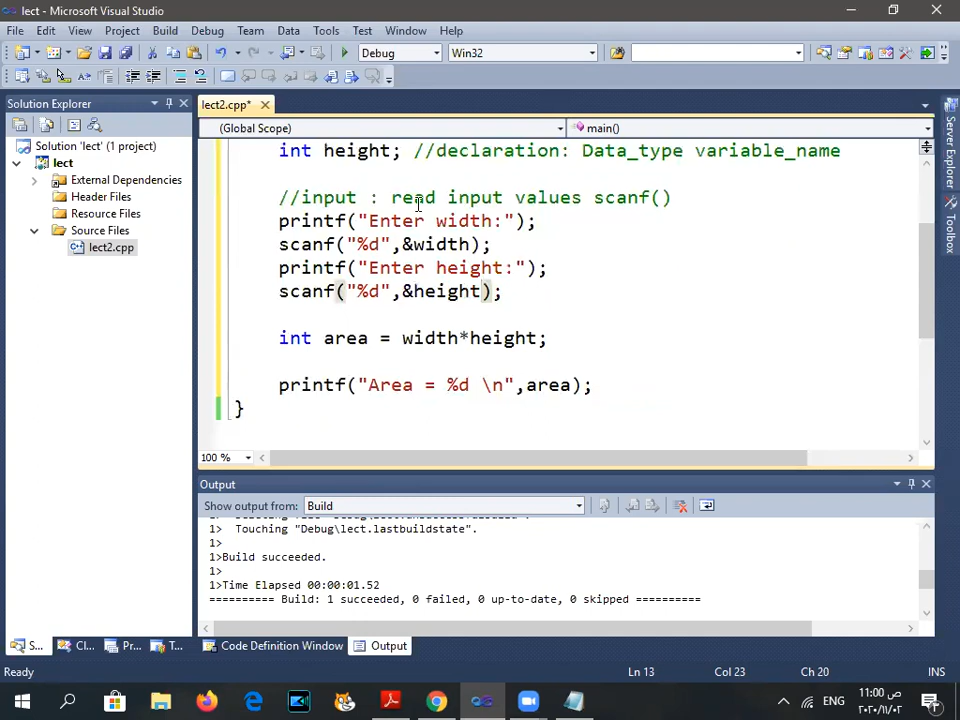 lect - Microsoft Visual Studio
File Edit View Project Build Debug Team Data Tools Test Window Help
Debug Win32
Solution Explorer
lect2.cpp*
(Global Scope) main()
Solution 'lect' (1 project)
lect
External Dependencies
Header Files
Resource Files
Source Files
lect2.cpp
int height; //declaration: Data_type variable_name
//input : read input values scanf()
printf("Enter width:");
scanf("%d",&width);
printf("Enter height:");
scanf("%d",&height);
int area = width*height;
printf("Area = %d \n",area);
}
100 %
Server Explorer
Toolbox
Output
Show output from: Build
1> Touching "Debug\lect.lastbuildstate".
1>
1>Build succeeded.
1>
1>Time Elapsed 00:00:01.52
========== Build: 1 succeeded, 0 failed, 0 up-to-date, 0 skipped ==========
S... Cl... Pr... T... Code Definition Window Output
Ready Ln 13 Col 23 Ch 20 INS
ENG 11:00 ص
٢٠٢٠/١١/٠٢